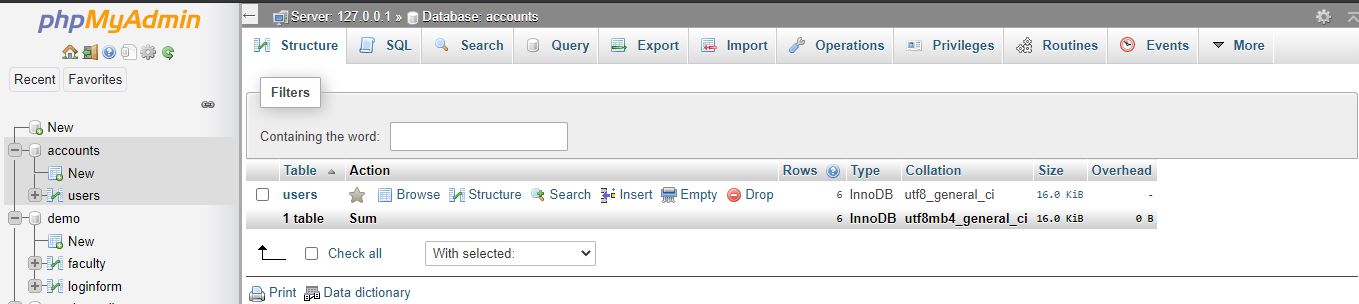 phpMyAdmin
Recent Favorites
New
accounts
New
users
demo
New
faculty
loginform
Server: 127.0.0.1 » Database: accounts
Structure SQL Search Query Export Import Operations Privileges Routines Events More
Filters
Containing the word:
Table Action Rows Type Collation Size Overhead
users Browse Structure Search Insert Empty Drop 6 InnoDB utf8_general_ci 16.0 KiB -
1 table Sum 6 InnoDB utf8mb4_general_ci 16.0 KiB 0 B
Check all With selected:
Print Data dictionary